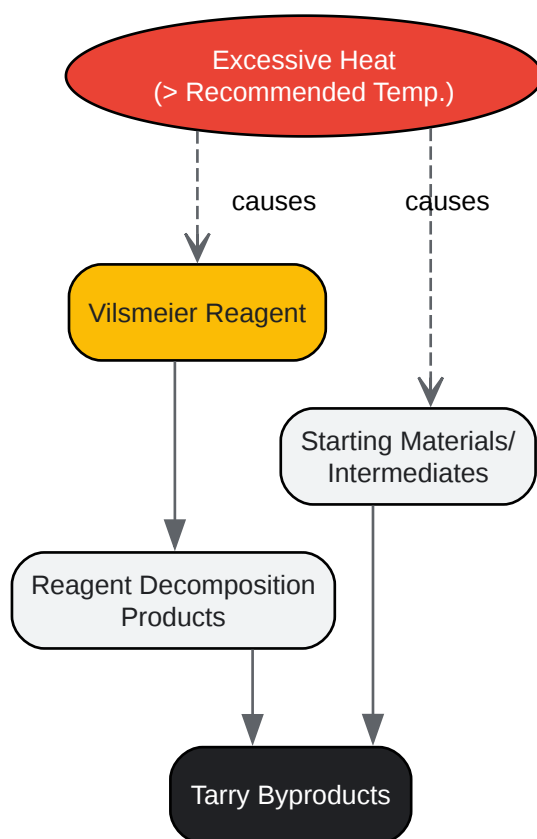 Excessive Heat
(> Recommended Temp.)
causes
causes
Vilsmeier Reagent
Starting Materials/
Intermediates
Reagent Decomposition
Products
Tarry Byproducts